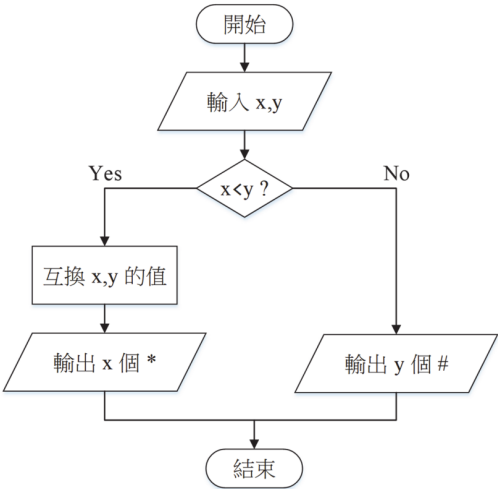 開始
輸入 x,y
Yes
No
x<y ?
互換 x,y 的值
輸出 x 個 *
輸出 y 個 #
結束